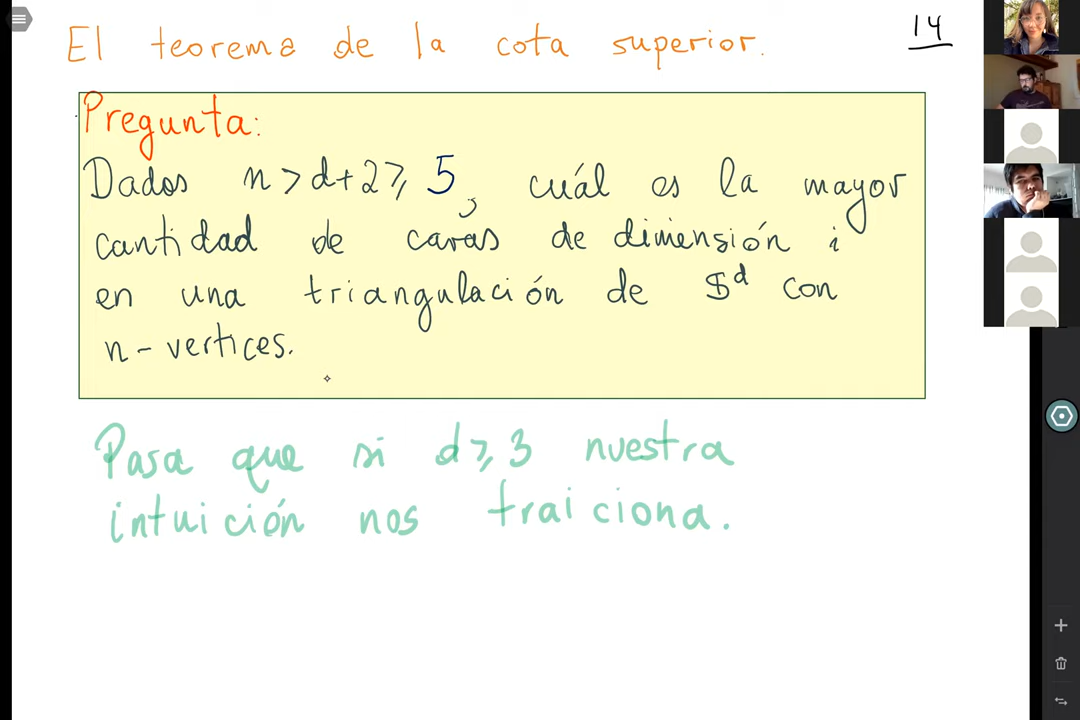 El teorema de la cota superior.
14
Pregunta:
Dados n > d+2 ≥ 5, cuál es la mayor
cantidad de caras de dimensión i
en una triangulación de $^d con
n-vertices.
Pasa que si d ≥ 3 nuestra
intuición nos traiciona.